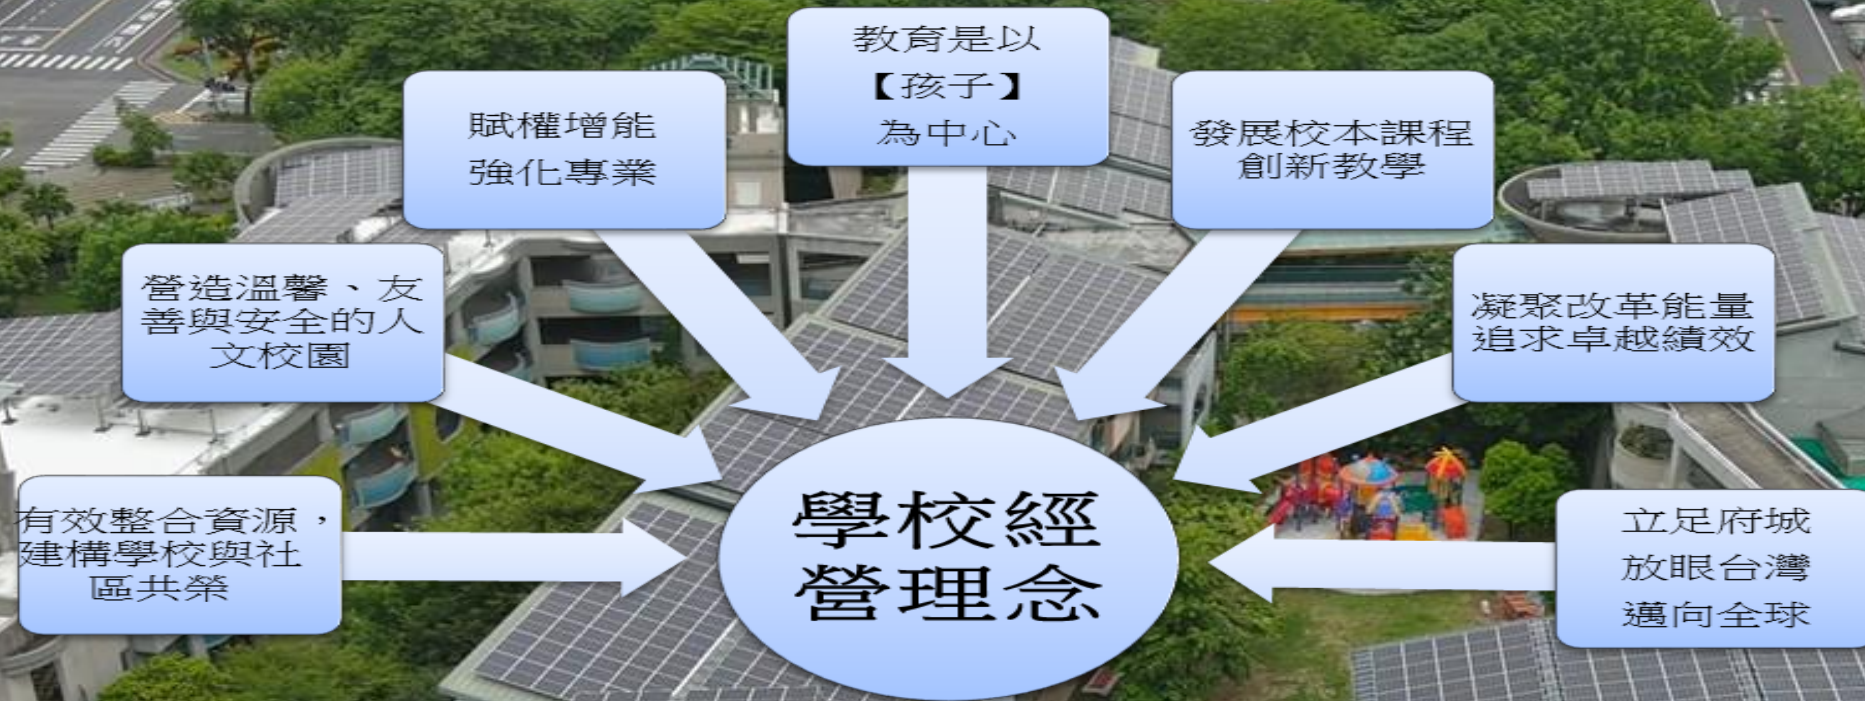 教育是以
【孩子】
為中心
賦權增能
強化專業
發展校本課程
創新教學
營造溫馨、友
善與安全的人
文校園
凝聚改革能量
追求卓越績效
有效整合資源，
建構學校與社
區共榮
立足府城
放眼台灣
邁向全球
學校經
營理念